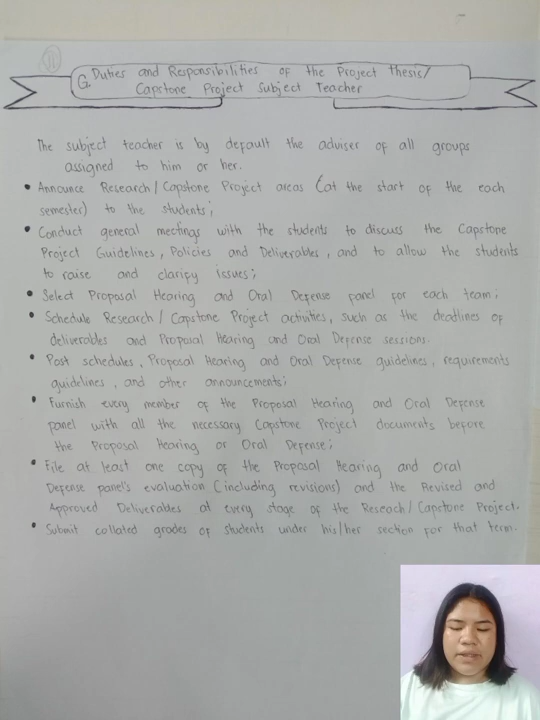 11
G. Duties and Responsibilities of the Project thesis/
Capstone Project Subject Teacher
The subject teacher is by default the adviser of all groups
assigned to him or her.
• Announce Research / Capstone Project areas (at the start of the each
semester) to the students;
• Conduct general meetings with the students to discuss the Capstone
Project Guidelines, Policies and Deliverables, and to allow the students
to raise and clarify issues;
• Select Proposal Hearing and Oral Defense panel for each team;
• Schedule Research / Capstone Project activities, such as the deadlines of
deliverables and Proposal Hearing and Oral Defense sessions.
• Post schedules, Proposal Hearing and Oral Defense guidelines, requirements
guidelines, and other announcements;
• Furnish every member of the Proposal Hearing and Oral Defense
panel with all the necessary Capstone Project documents before
the Proposal Hearing or Oral Defense;
• File at least one copy of the Proposal Hearing and Oral
Defense panel's evaluation (including revisions) and the Revised and
Approved Deliverables at every stage of the Reseach / Capstone Project.
• Submit collated grades of students under his/her section for that term.